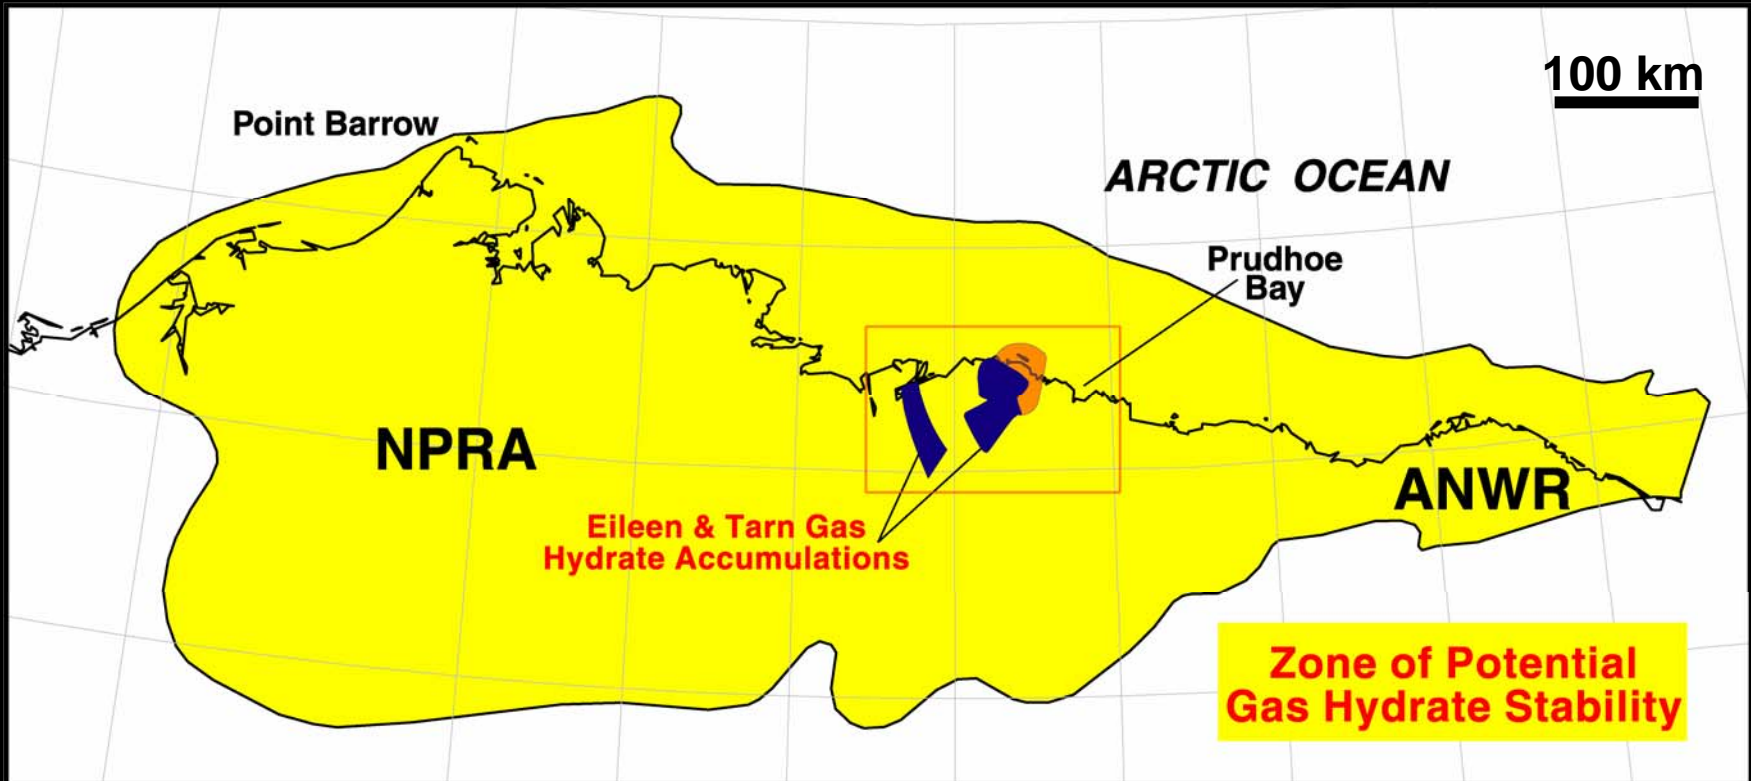 100 km
Point Barrow
ARCTIC OCEAN
Prudhoe
Bay
NPRA
ANWR
Eileen & Tarn Gas
Hydrate Accumulations
Zone of Potential
Gas Hydrate Stability